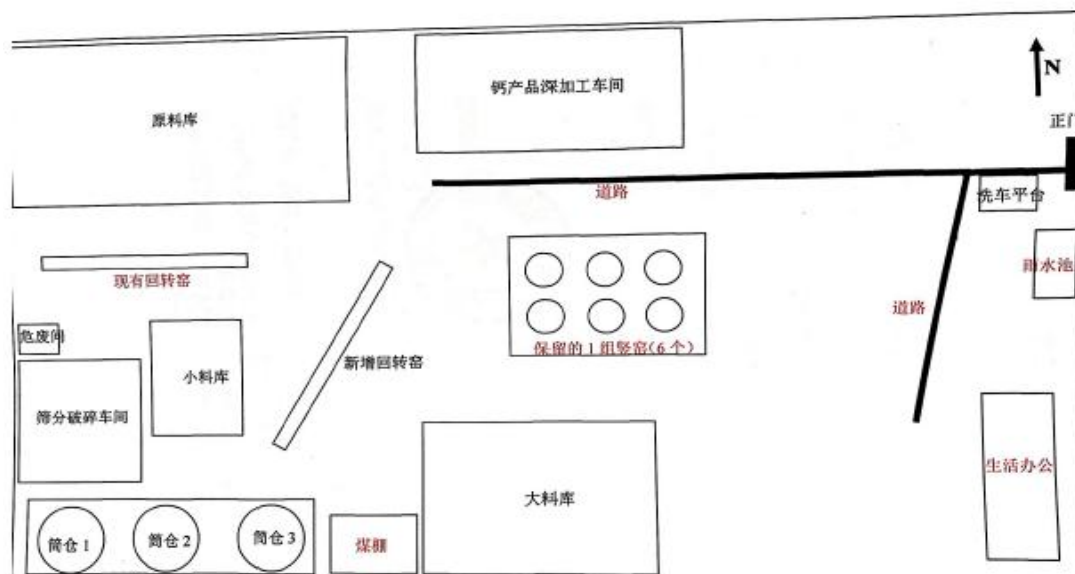 钙产品深加工车间
原料库
N
正门
道路
洗车平台
雨水池
现有回转窑
道路
危废间
保留的1组竖窑(6个)
新增回转窑
小料库
筛分破碎车间
生活办公
大料库
筒仓1
筒仓2
筒仓3
煤棚